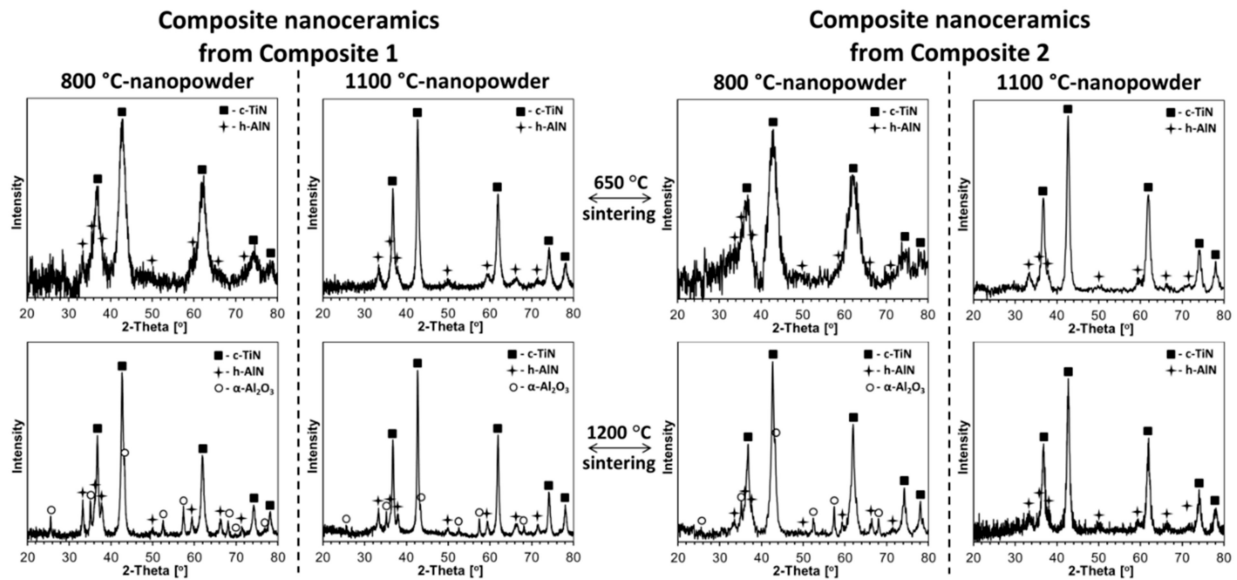 Composite nanoceramics
from Composite 1
Composite nanoceramics
from Composite 2
800 °C-nanopowder
1100 °C-nanopowder
800 °C-nanopowder
1100 °C-nanopowder
■ - c-TiN
✦ - h-AlN
Intensity
20 30 40 50 60 70 80
2-Theta [°]
■ - c-TiN
✦ - h-AlN
Intensity
20 30 40 50 60 70 80
2-Theta [°]
650 °C
sintering
■ - c-TiN
✦ - h-AlN
Intensity
20 30 40 50 60 70 80
2-Theta [°]
■ - c-TiN
✦ - h-AlN
Intensity
20 30 40 50 60 70 80
2-Theta [°]
■ - c-TiN
✦ - h-AlN
○ - α-Al₂O₃
Intensity
20 30 40 50 60 70 80
2-Theta [°]
■ - c-TiN
✦ - h-AlN
○ - α-Al₂O₃
Intensity
20 30 40 50 60 70 80
2-Theta [°]
1200 °C
sintering
■ - c-TiN
✦ - h-AlN
○ - α-Al₂O₃
Intensity
20 30 40 50 60 70 80
2-Theta [°]
■ - c-TiN
✦ - h-AlN
Intensity
20 30 40 50 60 70 80
2-Theta [°]